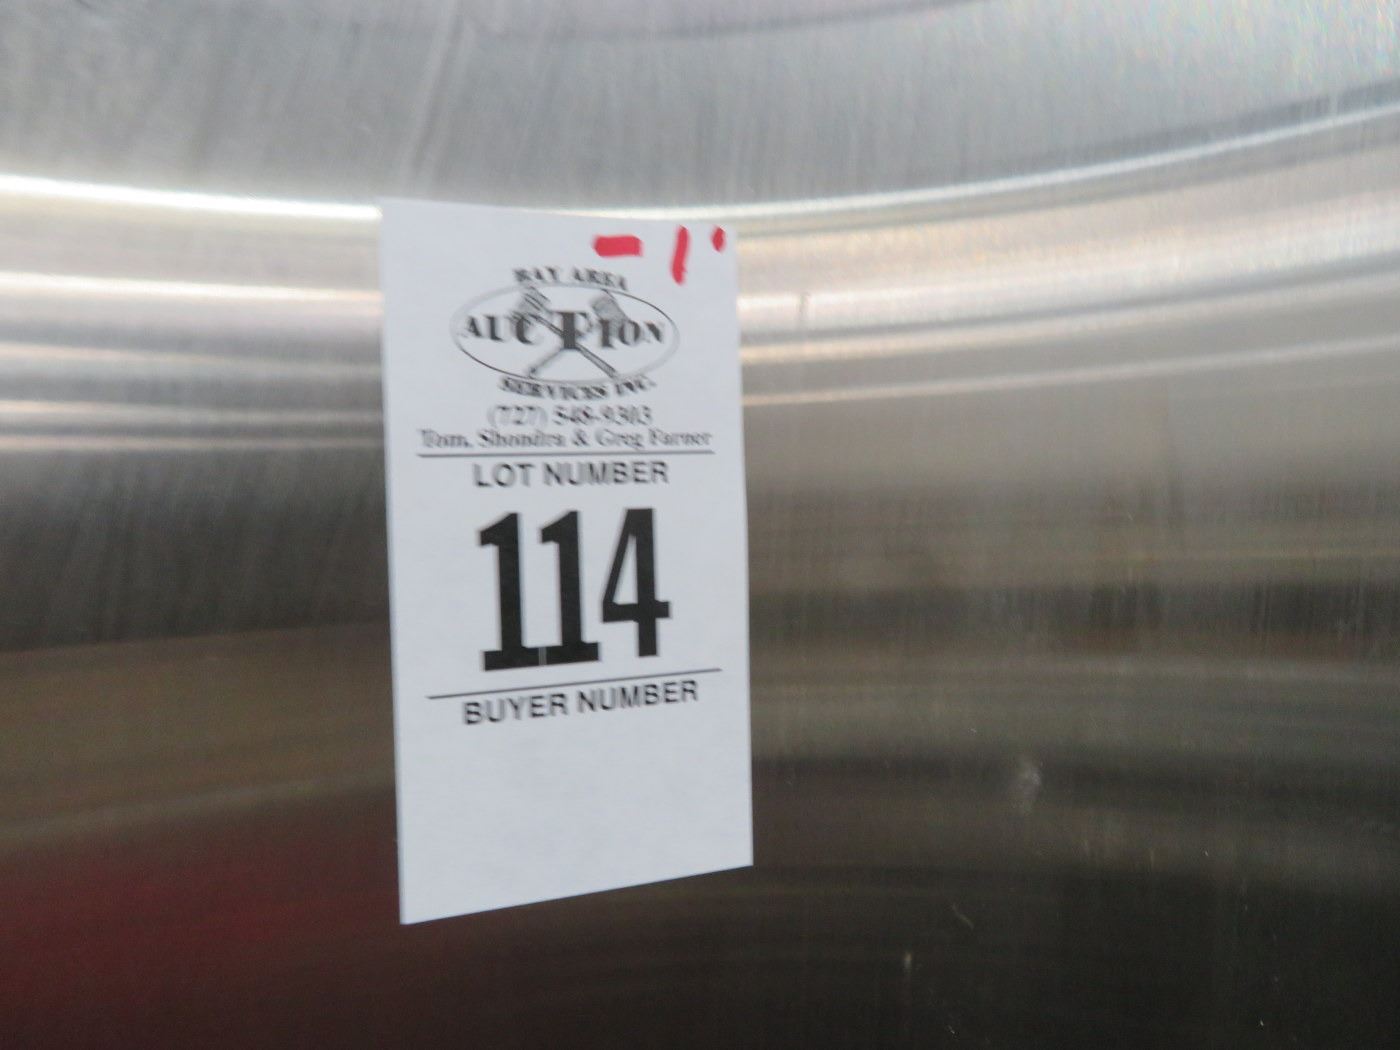 - 1'
BAY AREA
AUCTION
SERVICES INC.
(727) 548-9303
Tom, Shondra & Greg Farner
LOT NUMBER
114
BUYER NUMBER